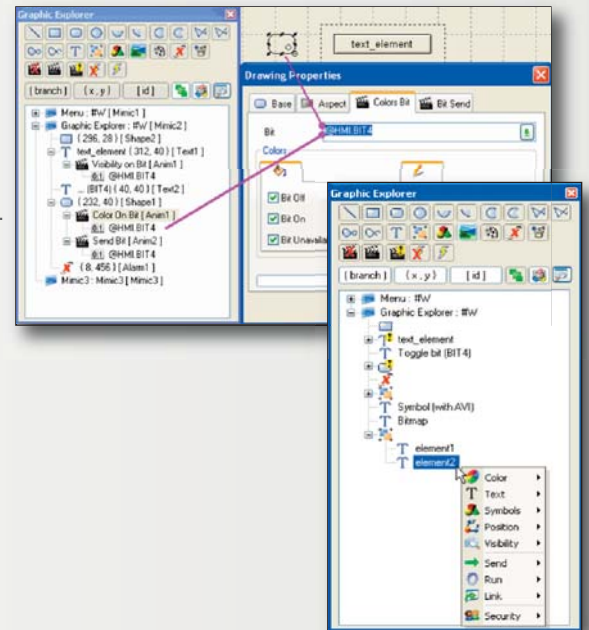 Graphic Explorer
[branch] (x,y) [id]
Menu : #W [ Mimic1 ]
Graphic Explorer : #W [ Mimic2 ]
( 296, 28 ) [ Shape2 ]
text_element ( 312, 40 ) [ Text1 ]
Visibility on Bit [ Anim1 ]
@HMI.BIT4
... (BIT4) ( 40, 40 ) [ Text2 ]
( 232, 40 ) [ Shape1 ]
Color On Bit [ Anim1 ]
@HMI.BIT4
Send Bit [ Anim2 ]
@HMI.BIT4
( 8, 456 ) [ Alarm1 ]
Mimic3 : Mimic3 [ Mimic3 ]
text_element
Drawing Properties
Base Aspect Colors Bit Bit Send
Bit @HMI.BIT4
Colors
Bit Off
Bit On
Bit Unavaila
Graphic Explorer
[branch] (x,y) [id]
Menu : #W
Graphic Explorer : #W
text_element
Toggle bit (BIT4)
Symbol (with AVI)
Bitmap
element1
element2
Color
Text
Symbols
Position
Visibility
Send
Run
Link
Security